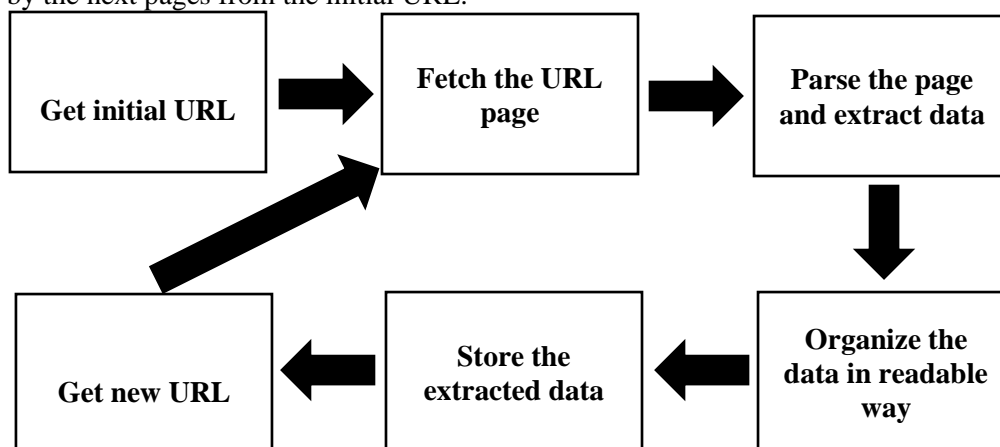 by the next pages from the initial URL.
Get initial URL
Fetch the URL
page
Parse the page
and extract data
Organize the
data in readable
way
Store the
extracted data
Get new URL